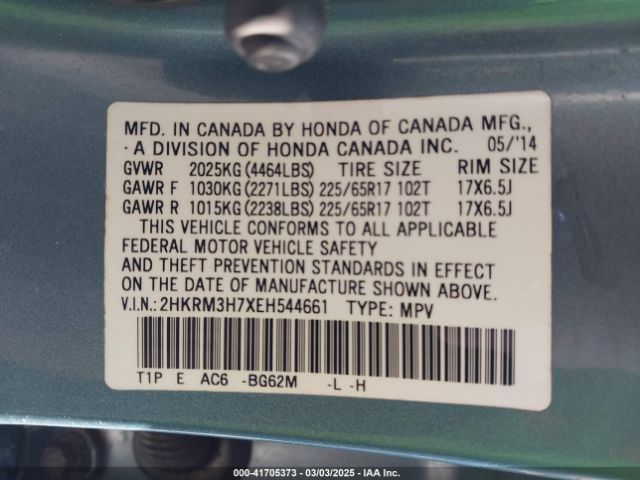 MFD. IN CANADA BY HONDA OF CANADA MFG.,
A DIVISION OF HONDA CANADA INC. 05/'14
GVWR 2025KG (4464LBS) TIRE SIZE RIM SIZE
GAWR F 1030KG (2271LBS) 225/65R17 102T 17X6.5J
GAWR R 1015KG (2238LBS) 225/65R17 102T 17X6.5J
THIS VEHICLE CONFORMS TO ALL APPLICABLE
FEDERAL MOTOR VEHICLE SAFETY
AND THEFT PREVENTION STANDARDS IN EFFECT
ON THE DATE OF MANUFACTURE SHOWN ABOVE.
V.I.N.: 2HKRM3H7XEH544661 TYPE: MPV
T1P E AC6 -BG62M -L -H
000-41705373 - 03/03/2025 - IAA Inc.